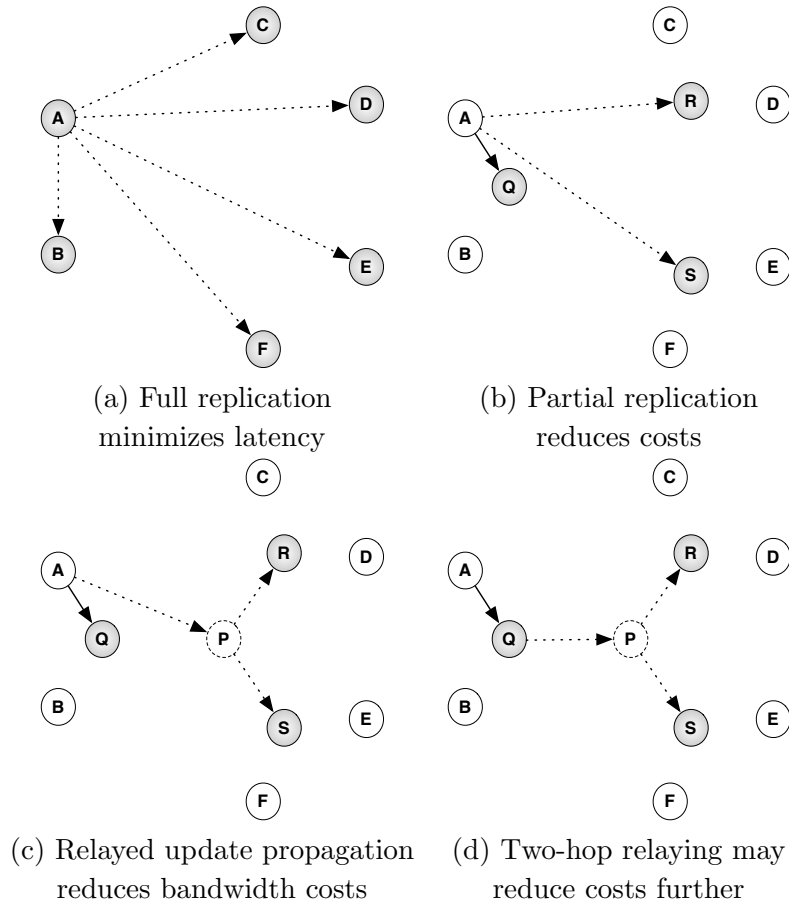 C
C
A
D
R
D
A
Q
B
E
B
S
E
F
F
(a) Full replication
minimizes latency
(b) Partial replication
reduces costs
C
C
A
R
D
A
R
D
Q
P
Q
P
B
S
E
B
S
E
F
F
(c) Relayed update propagation
reduces bandwidth costs
(d) Two-hop relaying may
reduce costs further